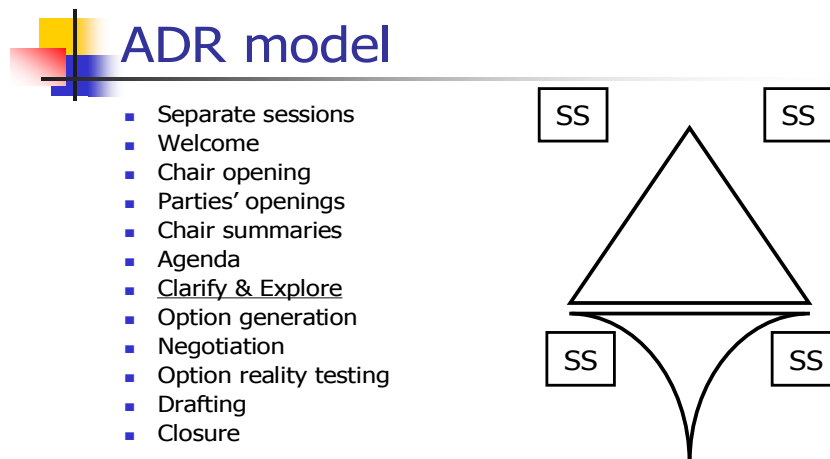 ADR model
Separate sessions
Welcome
Chair opening
Parties’ openings
Chair summaries
Agenda
Clarify & Explore
Option generation
Negotiation
Option reality testing
Drafting
Closure
SS
SS
SS
SS